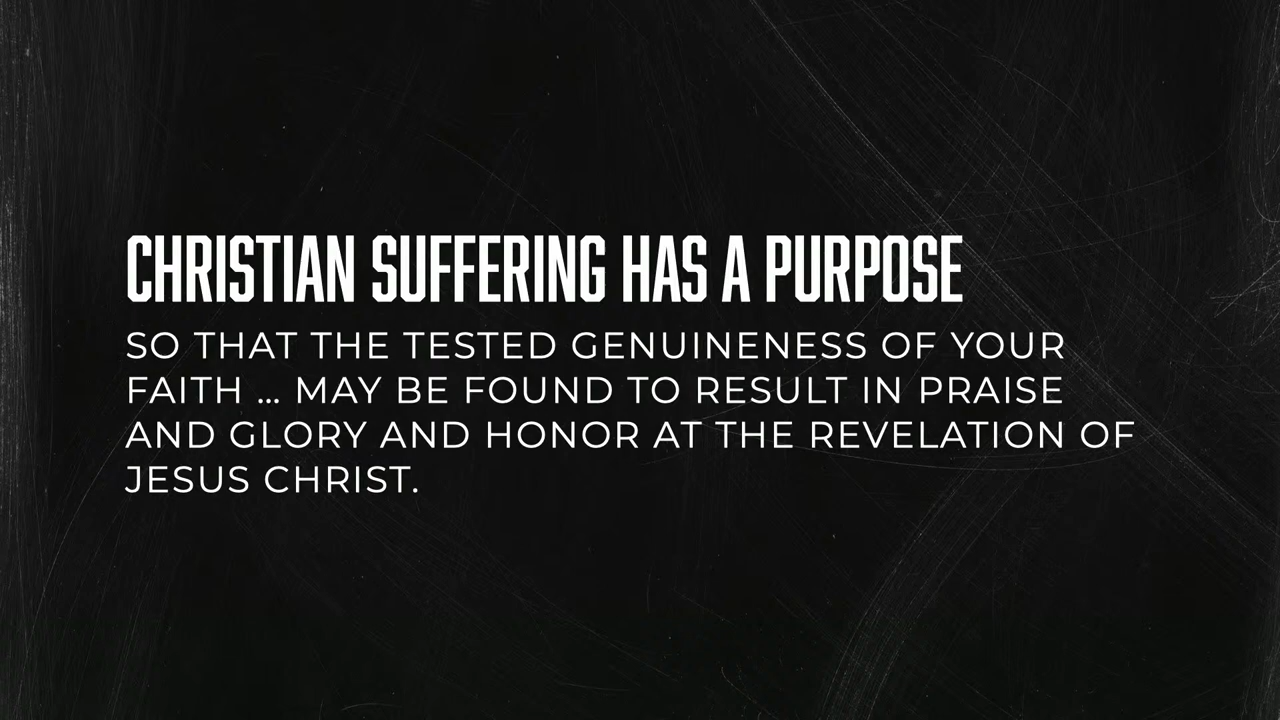 CHRISTIAN SUFFERING HAS A PURPOSE
SO THAT THE TESTED GENUINENESS OF YOUR
FAITH ... MAY BE FOUND TO RESULT IN PRAISE
AND GLORY AND HONOR AT THE REVELATION OF
JESUS CHRIST.